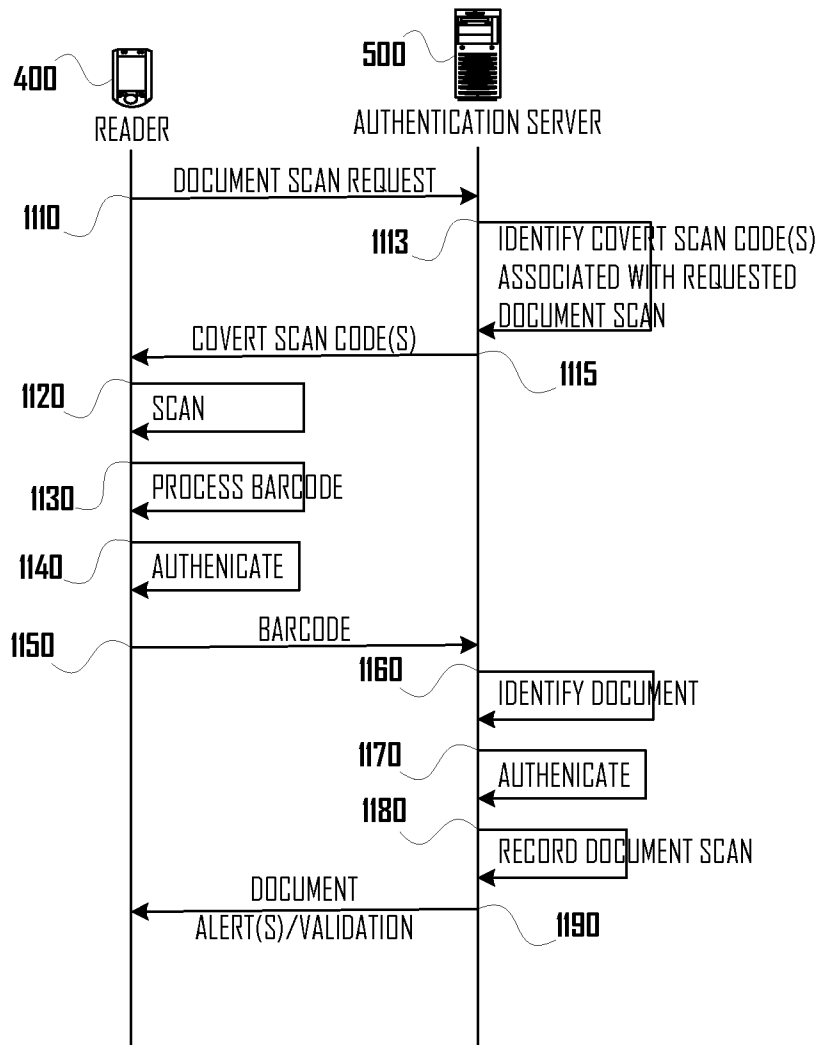 400
500
READER
AUTHENTICATION SERVER
DOCUMENT SCAN REQUEST
1110
1113
IDENTIFY COVERT SCAN CODE(S)
ASSOCIATED WITH REQUESTED
DOCUMENT SCAN
COVERT SCAN CODE(S)
1115
1120
SCAN
1130
PROCESS BARCODE
1140
AUTHENICATE
1150
BARCODE
1160
IDENTIFY DOCUMENT
1170
AUTHENICATE
1180
RECORD DOCUMENT SCAN
DOCUMENT
ALERT(S)/VALIDATION
1190